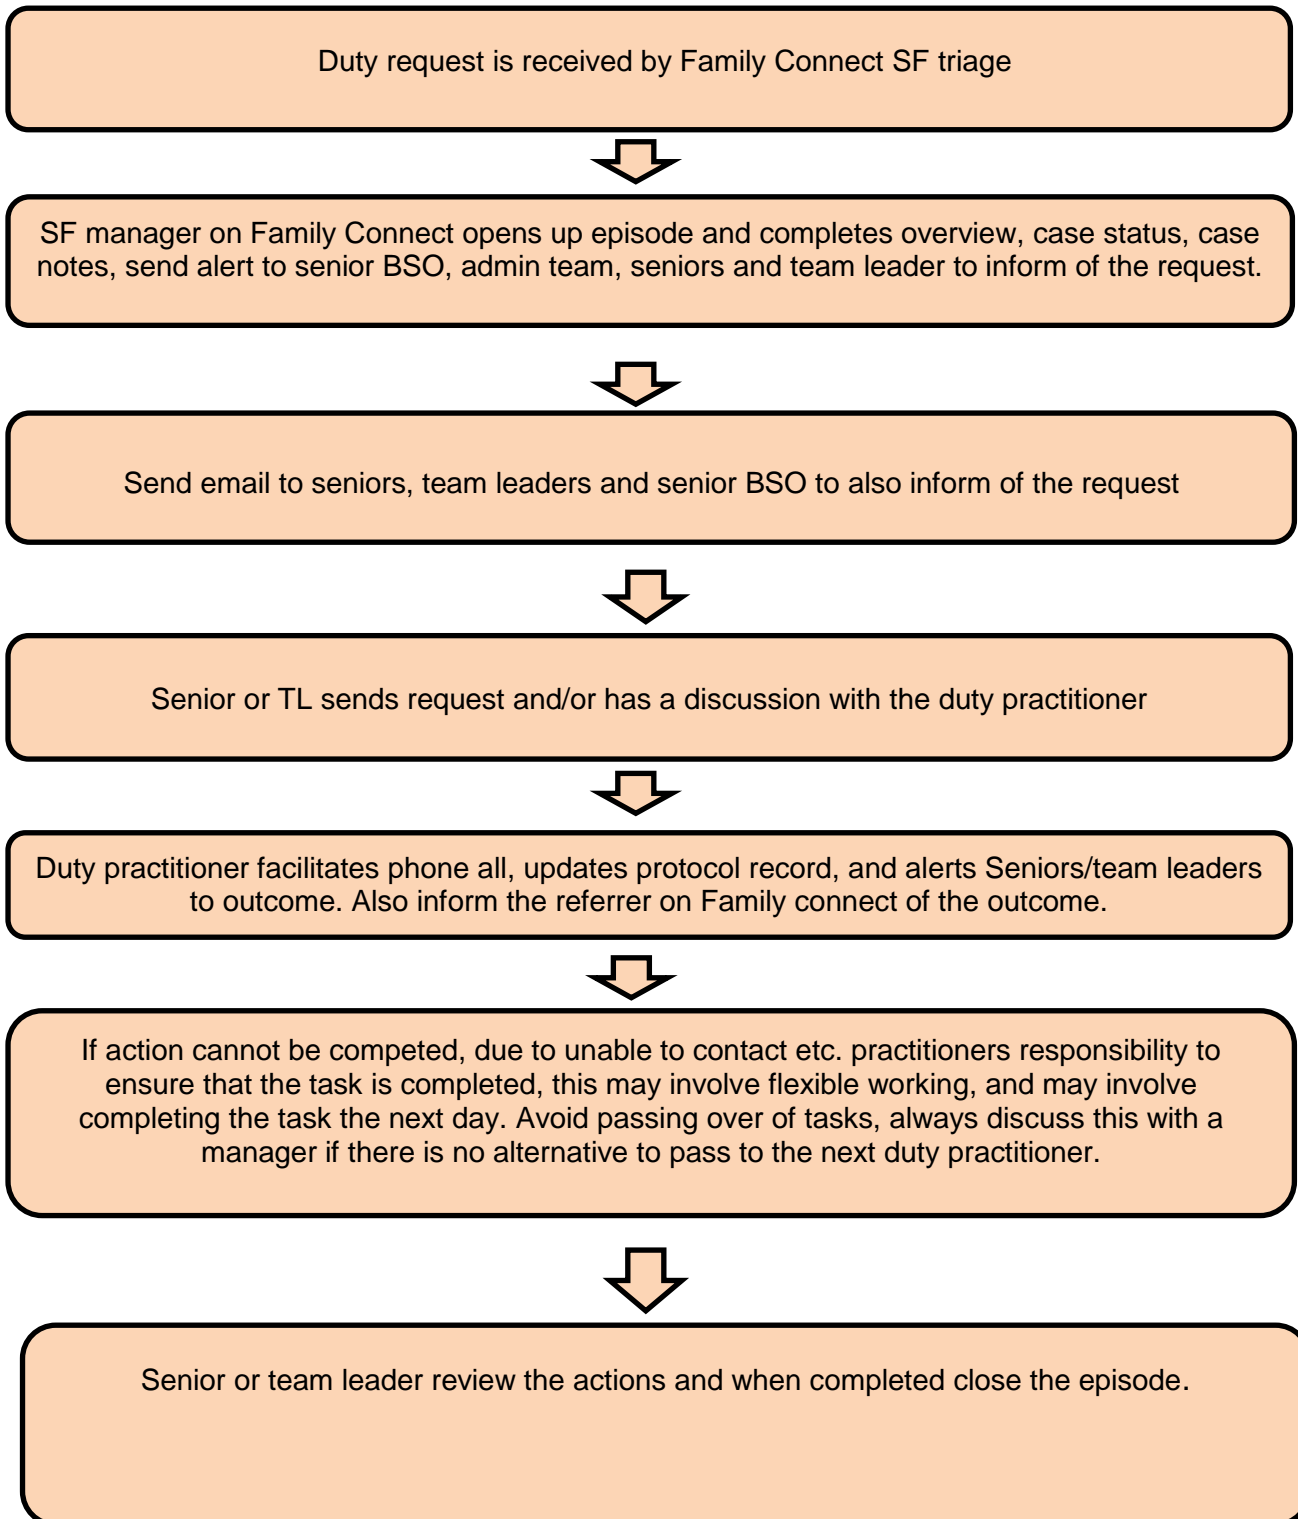 Duty request is received by Family Connect SF triage
SF manager on Family Connect opens up episode and completes overview, case status, case
notes, send alert to senior BSO, admin team, seniors and team leader to inform of the request.
Send email to seniors, team leaders and senior BSO to also inform of the request
Senior or TL sends request and/or has a discussion with the duty practitioner
Duty practitioner facilitates phone all, updates protocol record, and alerts Seniors/team leaders
to outcome. Also inform the referrer on Family connect of the outcome.
If action cannot be competed, due to unable to contact etc. practitioners responsibility to
ensure that the task is completed, this may involve flexible working, and may involve
completing the task the next day. Avoid passing over of tasks, always discuss this with a
manager if there is no alternative to pass to the next duty practitioner.
Senior or team leader review the actions and when completed close the episode.